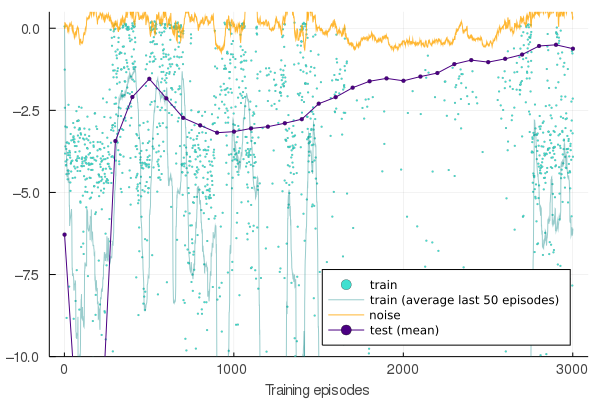 0.0
−2.5
−5.0
−7.5
−10.0
0
1000
2000
3000
Training episodes
train
train (average last 50 episodes)
noise
test (mean)